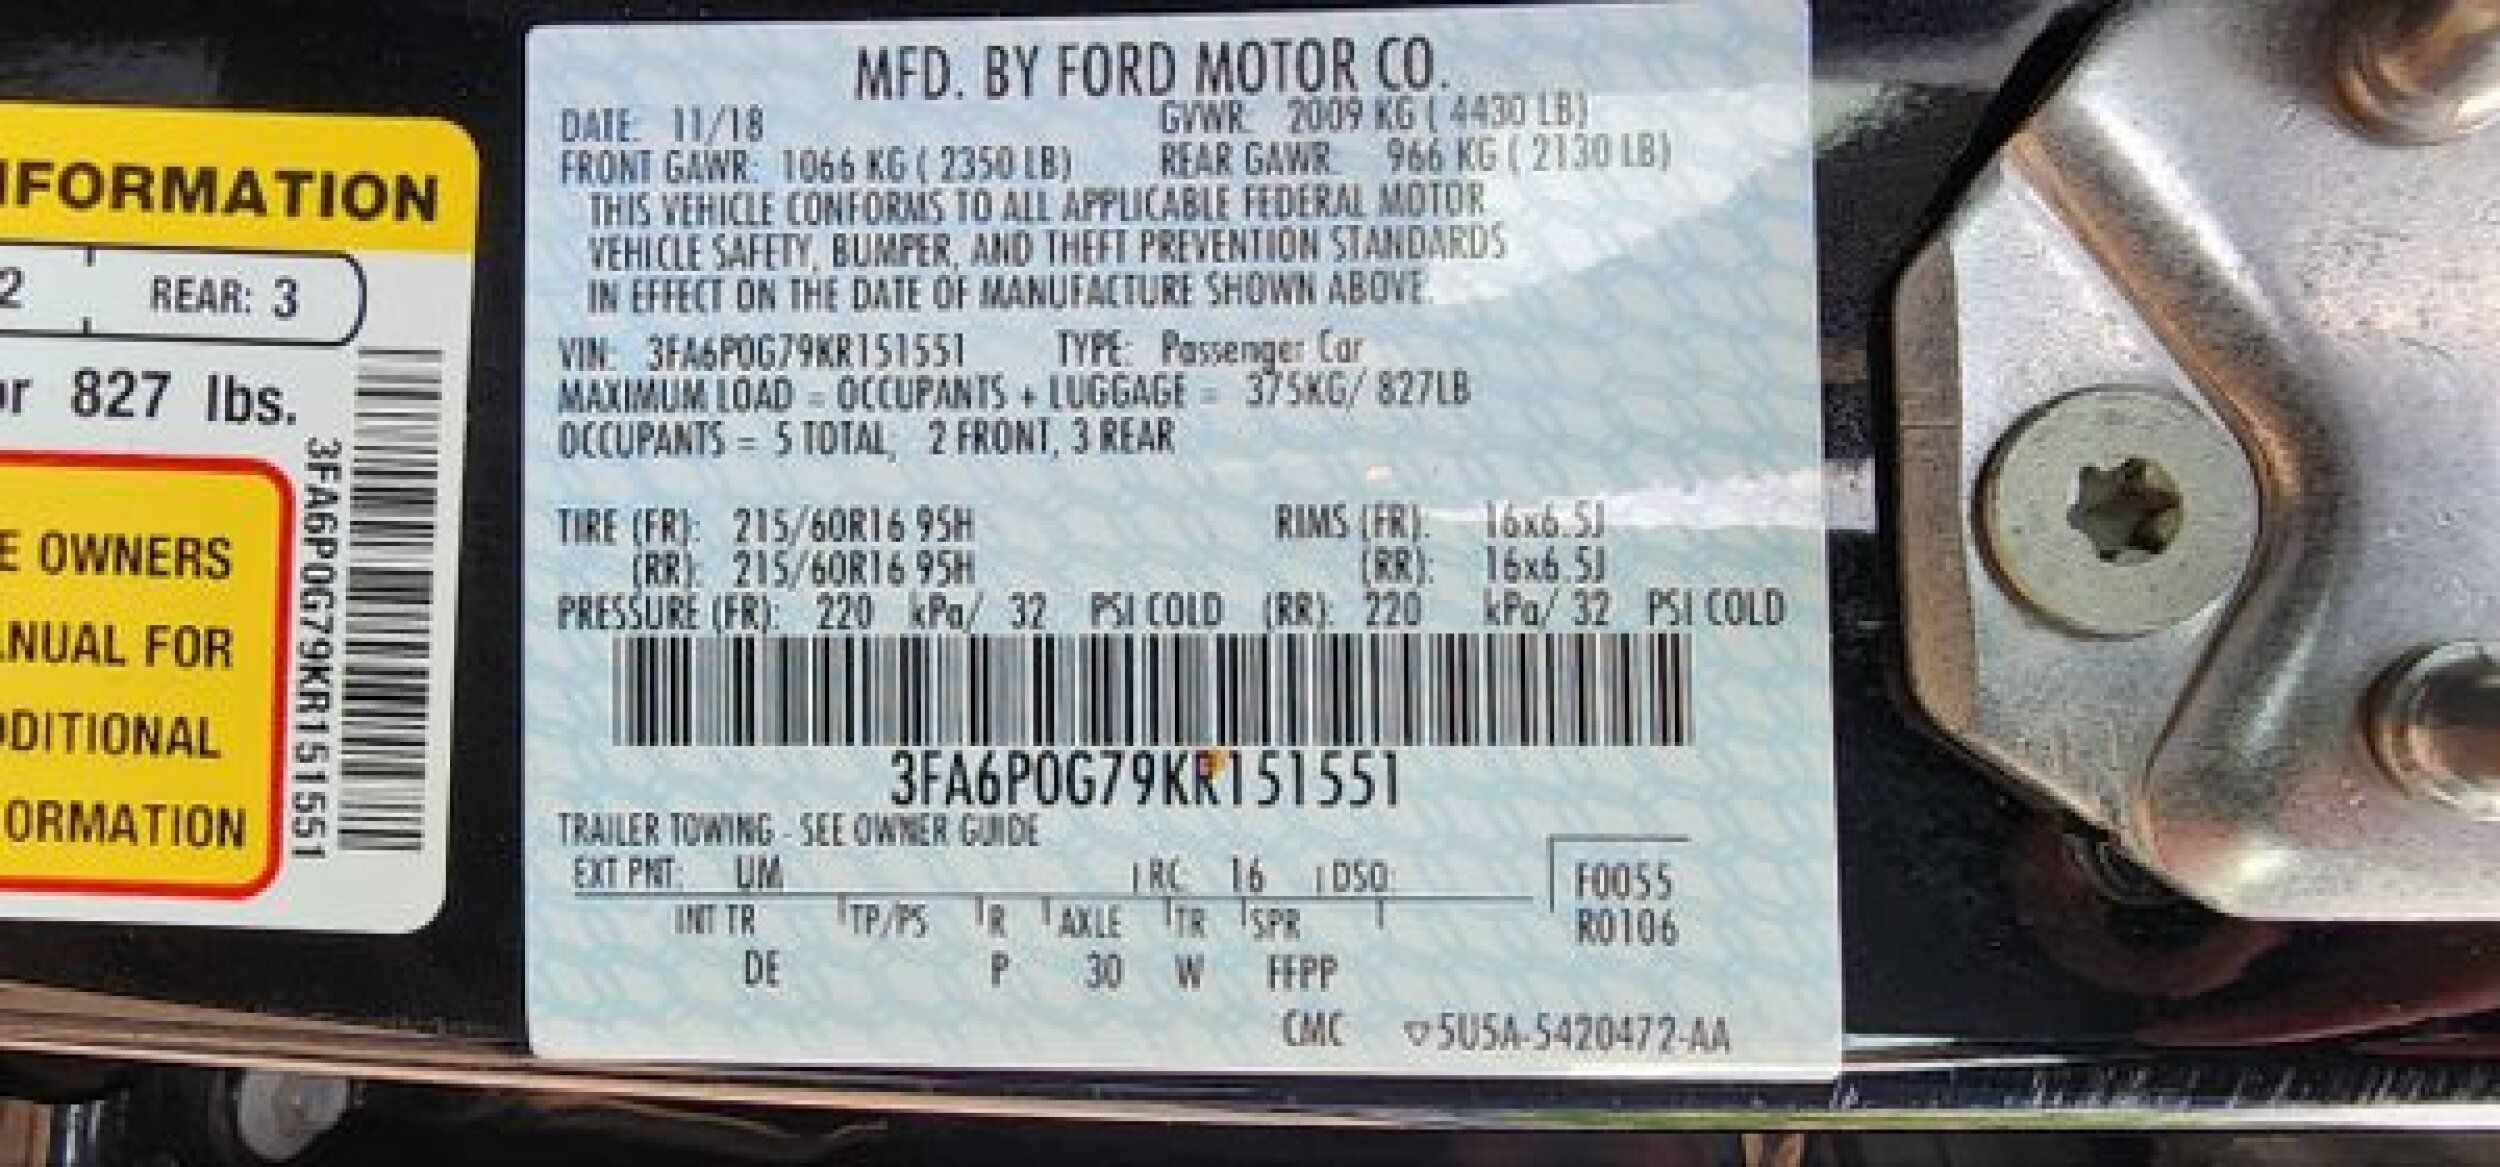 INFORMATION
2 REAR: 3
or 827 lbs.
E OWNERS
ANUAL FOR
DDITIONAL
ORMATION
3FA6P0G79KR151551
MFD. BY FORD MOTOR CO.
DATE: 11/18 GVWR: 2009 KG ( 4430 LB)
FRONT GAWR: 1066 KG ( 2350 LB) REAR GAWR: 966 KG ( 2130 LB)
THIS VEHICLE CONFORMS TO ALL APPLICABLE FEDERAL MOTOR
VEHICLE SAFETY, BUMPER, AND THEFT PREVENTION STANDARDS
IN EFFECT ON THE DATE OF MANUFACTURE SHOWN ABOVE.
VIN: 3FA6P0G79KR151551 TYPE: Passenger Car
MAXIMUM LOAD = OCCUPANTS + LUGGAGE = 375KG/ 827LB
OCCUPANTS = 5 TOTAL, 2 FRONT, 3 REAR
TIRE (FR): 215/60R16 95H RIMS (FR): 16x6.5J
(RR): 215/60R16 95H (RR): 16x6.5J
PRESSURE (FR): 220 kPa/ 32 PSI COLD (RR): 220 kPa/ 32 PSI COLD
3FA6P0G79KR151551
TRAILER TOWING - SEE OWNER GUIDE
EXT PNT: UM RC: 16 DSO: F0055
INT TR TP/PS R AXLE TR SPR R0106
DE P 30 W FFPP
CMC ▽5U5A-5420472-AA